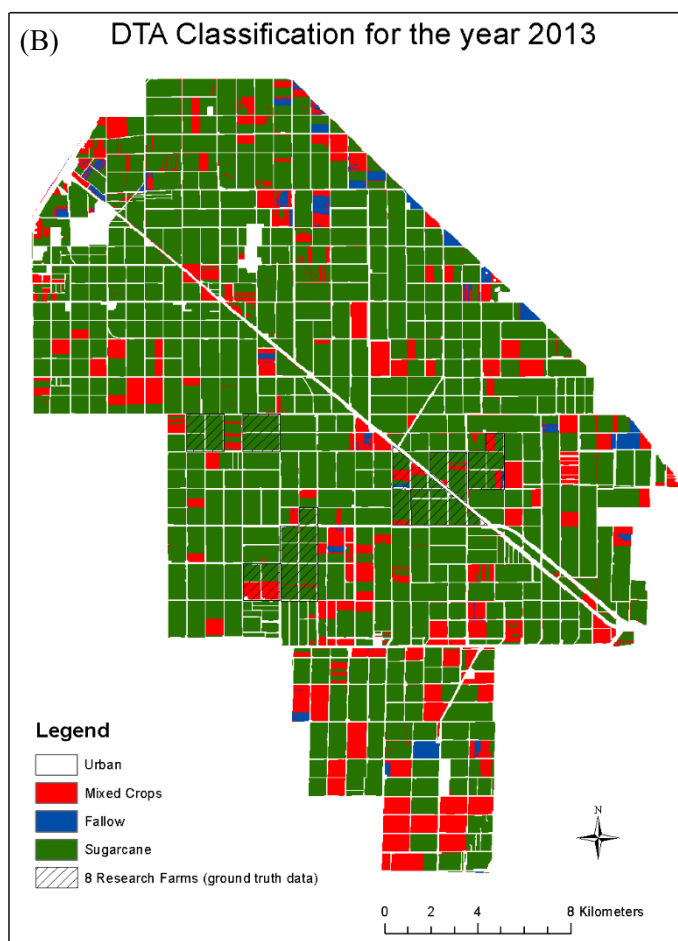 (B) DTA Classification for the year 2013
Legend
Urban
Mixed Crops
Fallow
Sugarcane
8 Research Farms (ground truth data)
N
0 2 4 8 Kilometers